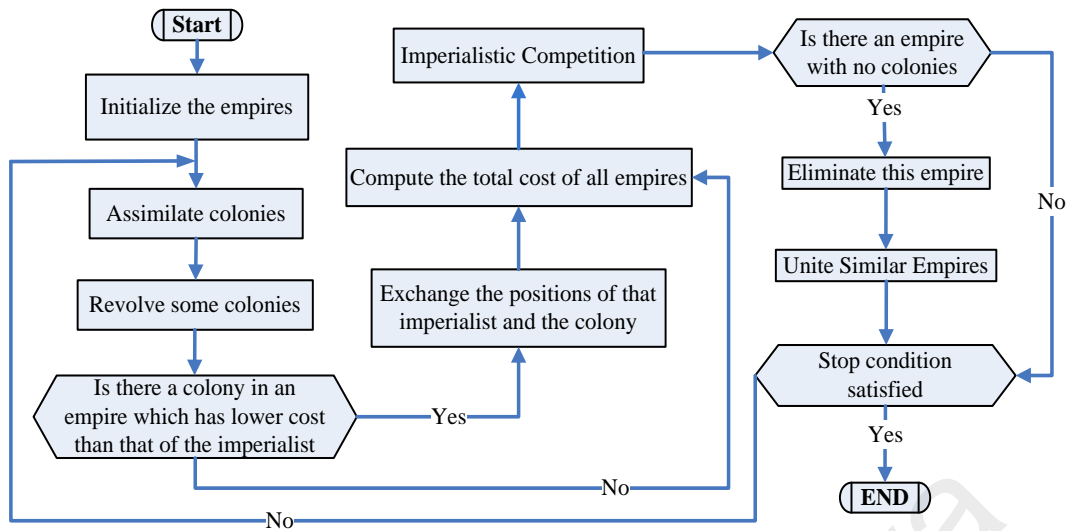 Start
Initialize the empires
Assimilate colonies
Revolve some colonies
Is there a colony in an
empire which has lower cost
than that of the imperialist
Yes
No
No
Exchange the positions of that
imperialist and the colony
Compute the total cost of all empires
Imperialistic Competition
Is there an empire
with no colonies
Yes
No
Eliminate this empire
Unite Similar Empires
Stop condition
satisfied
Yes
END